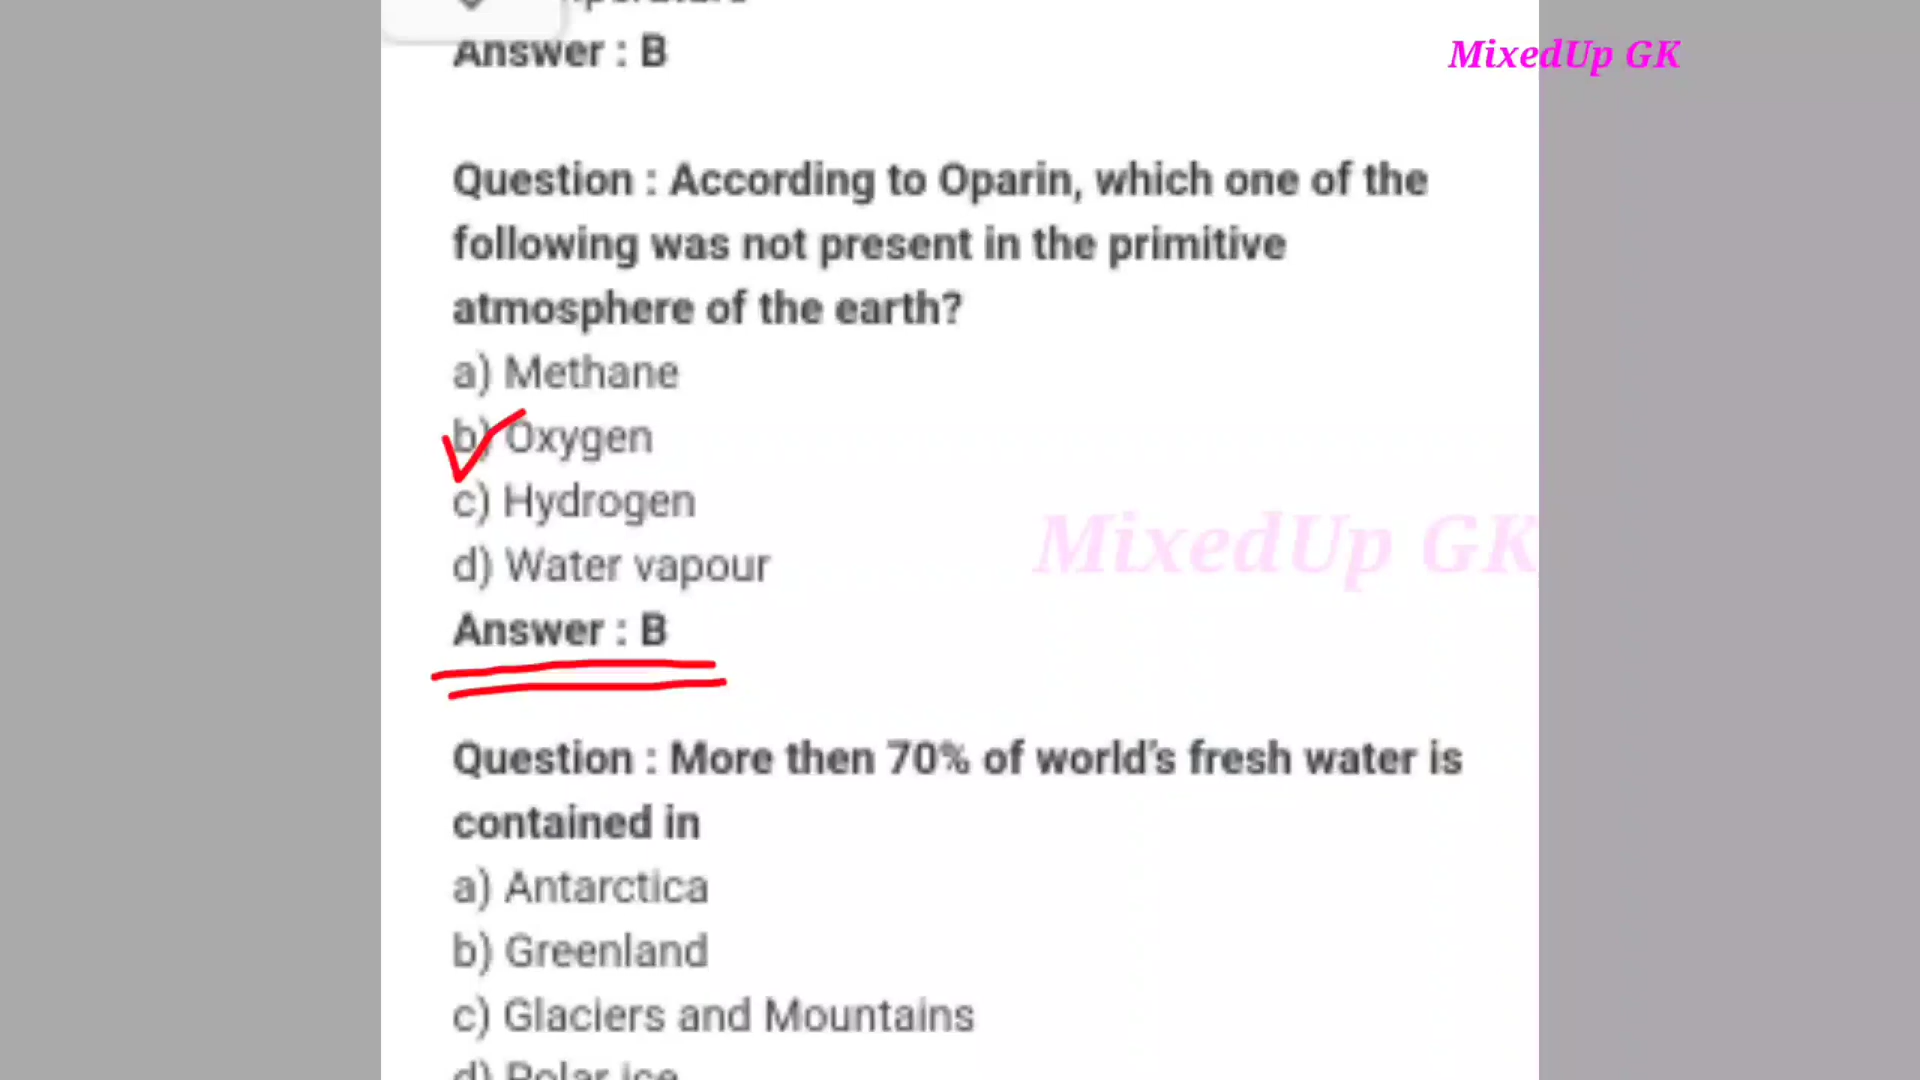 Answer : B
MixedUp GK
Question : According to Oparin, which one of the
following was not present in the primitive
atmosphere of the earth?
a) Methane
b) Oxygen
c) Hydrogen
d) Water vapour
MixedUp GK
Answer : B
Question : More then 70% of world's fresh water is
contained in
a) Antarctica
b) Greenland
c) Glaciers and Mountains
d) Polar ice